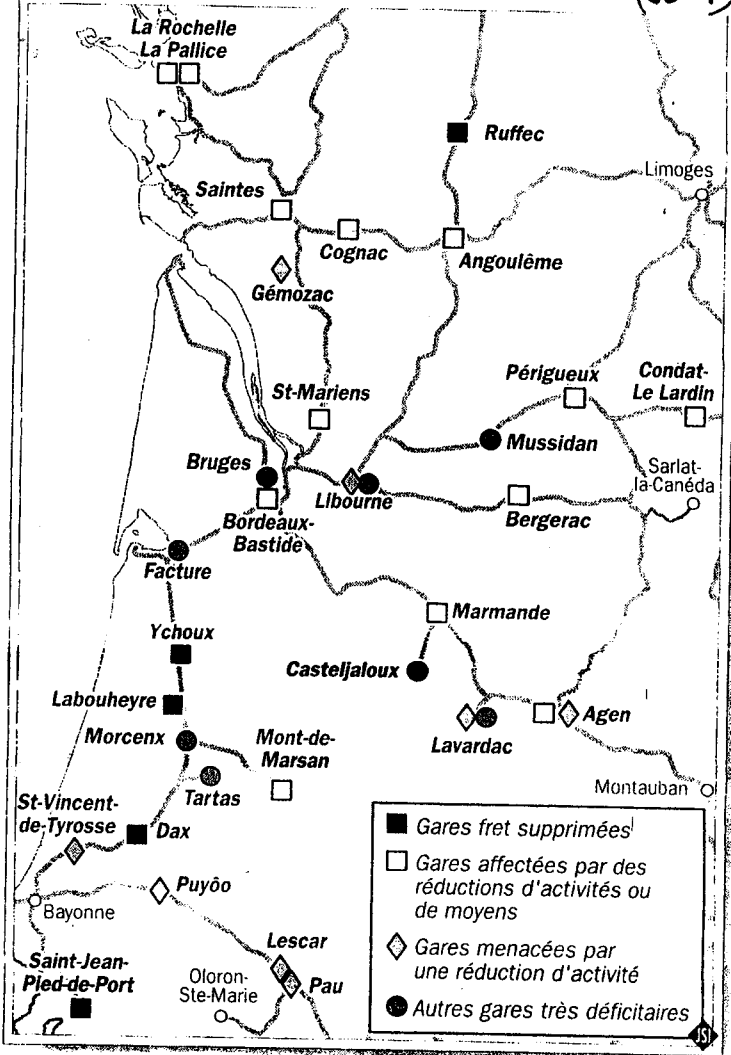 La Rochelle
La Pallice
Ruffec
Limoges
Saintes
Cognac
Angoulême
Gémozac
Périgueux
Condat-
Le Lardin
St-Mariens
Mussidan
Bruges
Sarlat-
la-Canéda
Libourne
Bordeaux-
Bastide
Bergerac
Facture
Marmande
Ychoux
Casteljaloux
Labouheyre
Morcenx
Mont-de-
Marsan
Lavardac
Agen
Tartas
Montauban
St-Vincent-
de-Tyrosse
Dax
Puyôo
Bayonne
Lescar
Pau
Saint-Jean-
Pied-de-Port
Oloron-
Ste-Marie
Gares fret supprimées
Gares affectées par des
réductions d'activités ou
de moyens
Gares menacées par
une réduction d'activité
Autres gares très déficitaires